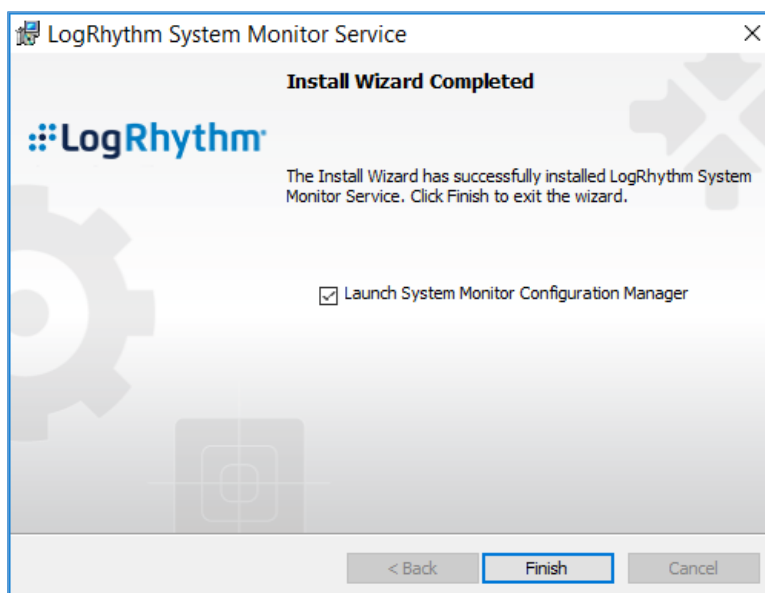 LogRhythm System Monitor Service
Install Wizard Completed
LogRhythm
The Install Wizard has successfully installed LogRhythm System
Monitor Service. Click Finish to exit the wizard.
Launch System Monitor Configuration Manager
< Back Finish Cancel